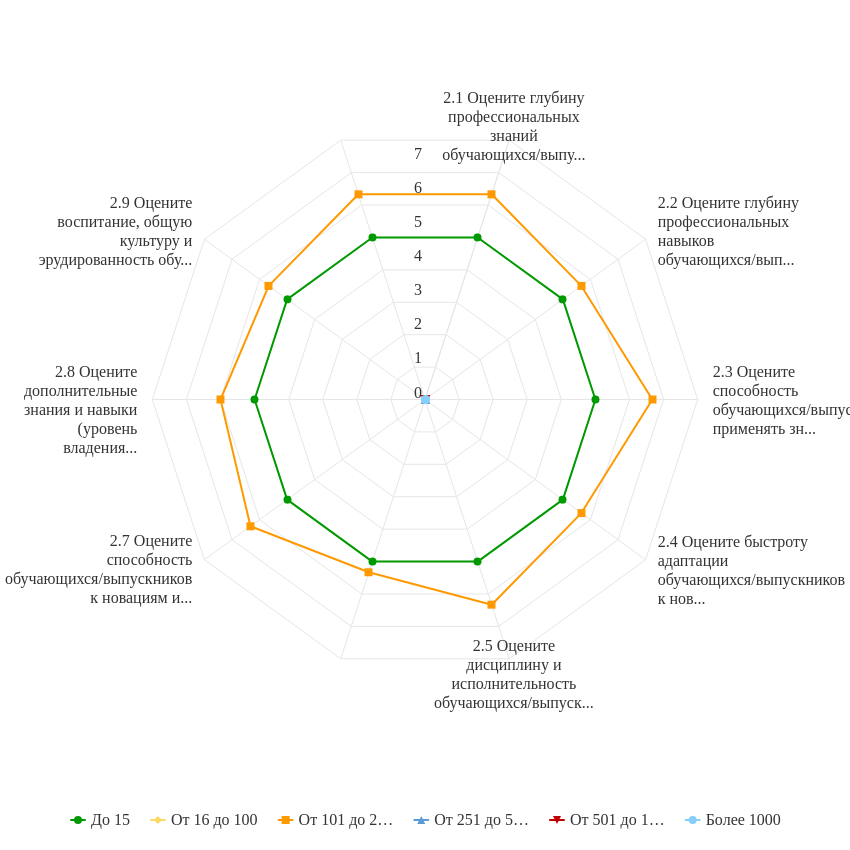 2.1 Оцените глубину
профессиональных
знаний
обучающихся/выпу...
2.2 Оцените глубину
профессиональных
навыков
обучающихся/вып...
2.3 Оцените
способность
обучающихся/выпус
применять зн...
2.4 Оцените быстроту
адаптации
обучающихся/выпускников
к нов...
2.5 Оцените
дисциплину и
исполнительность
обучающихся/выпуск...
2.7 Оцените
способность
обучающихся/выпускников
к новациям и...
2.8 Оцените
дополнительные
знания и навыки
(уровень
владения...
2.9 Оцените
воспитание, общую
культуру и
эрудированность обу...
7
6
5
4
3
2
1
0
До 15
От 16 до 100
От 101 до 2…
От 251 до 5…
От 501 до 1…
Более 1000